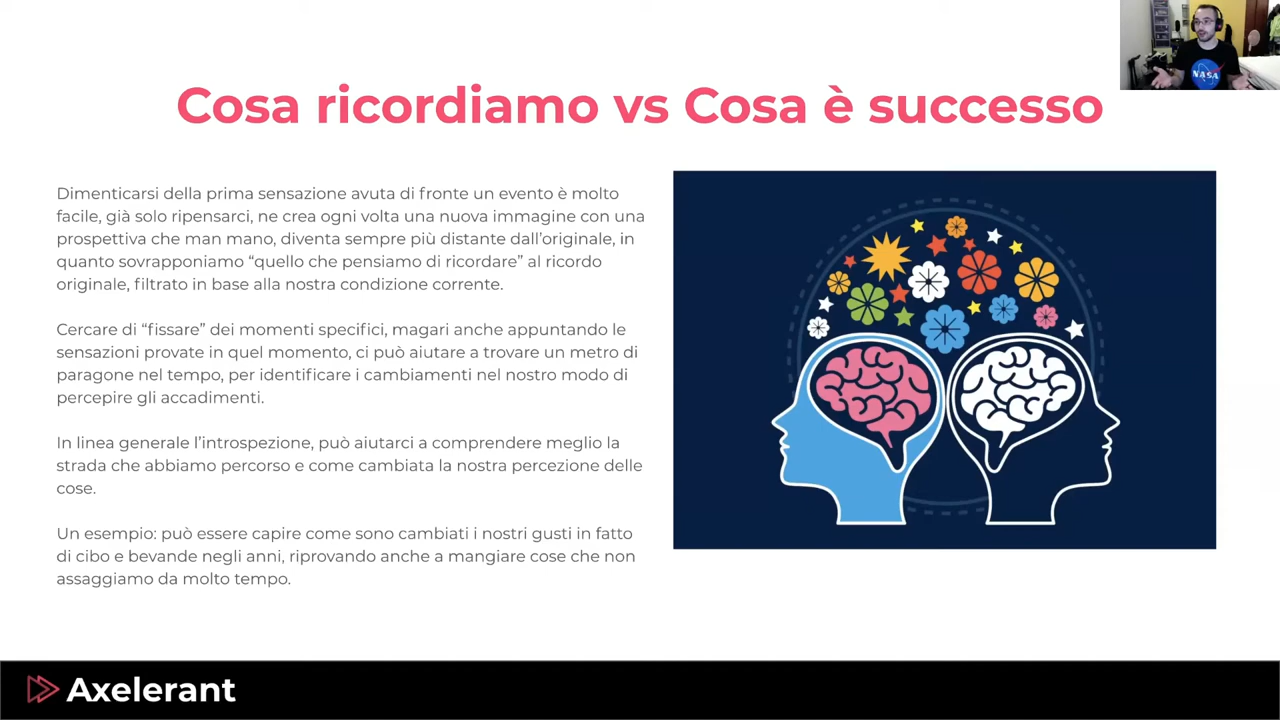 Cosa ricordiamo vs Cosa è successo
NASA
Dimenticarsi della prima sensazione avuta di fronte un evento è molto
facile, già solo ripensarci, ne crea ogni volta una nuova immagine con una
prospettiva che man mano, diventa sempre più distante dall’originale, in
quanto sovrapponiamo “quello che pensiamo di ricordare” al ricordo
originale, filtrato in base alla nostra condizione corrente.
Cercare di “fissare” dei momenti specifici, magari anche appuntando le
sensazioni provate in quel momento, ci può aiutare a trovare un metro di
paragone nel tempo, per identificare i cambiamenti nel nostro modo di
percepire gli accadimenti.
In linea generale l’introspezione, può aiutarci a comprendere meglio la
strada che abbiamo percorso e come cambiata la nostra percezione delle
cose.
Un esempio: può essere capire come sono cambiati i nostri gusti in fatto
di cibo e bevande negli anni, riprovando anche a mangiare cose che non
assaggiamo da molto tempo.
Axelerant